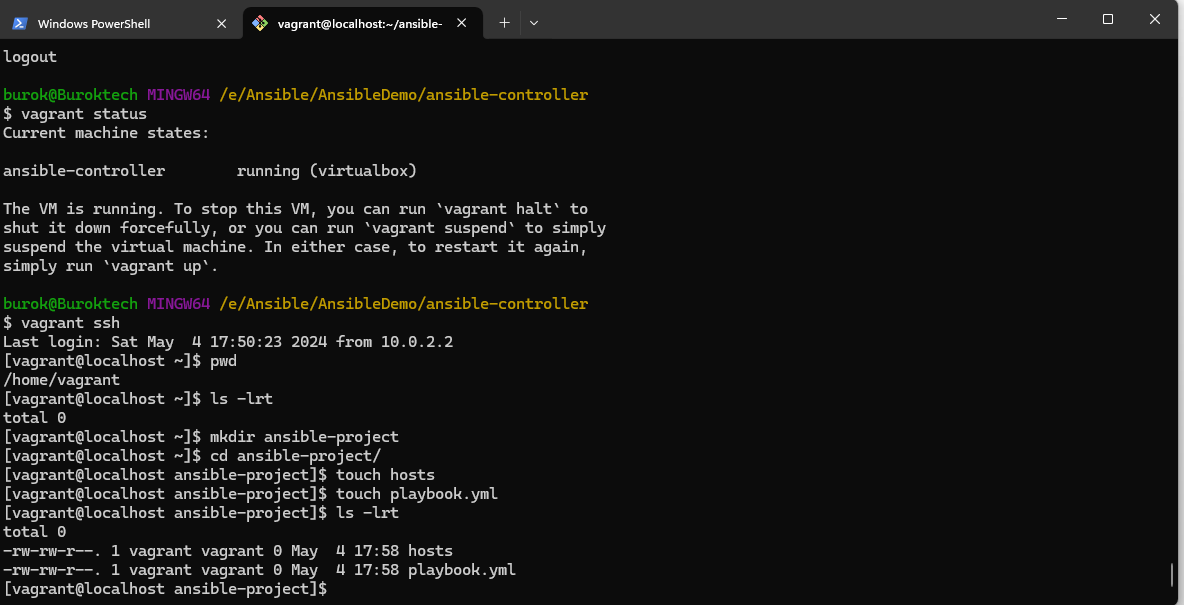 Windows PowerShell
vagrant@localhost:~/ansible-
logout
burok@Buroktech MINGW64 /e/Ansible/AnsibleDemo/ansible-controller
$ vagrant status
Current machine states:
ansible-controller        running (virtualbox)
The VM is running. To stop this VM, you can run `vagrant halt` to
shut it down forcefully, or you can run `vagrant suspend` to simply
suspend the virtual machine. In either case, to restart it again,
simply run `vagrant up`.
burok@Buroktech MINGW64 /e/Ansible/AnsibleDemo/ansible-controller
$ vagrant ssh
Last login: Sat May  4 17:50:23 2024 from 10.0.2.2
[vagrant@localhost ~]$ pwd
/home/vagrant
[vagrant@localhost ~]$ ls -lrt
total 0
[vagrant@localhost ~]$ mkdir ansible-project
[vagrant@localhost ~]$ cd ansible-project/
[vagrant@localhost ansible-project]$ touch hosts
[vagrant@localhost ansible-project]$ touch playbook.yml
[vagrant@localhost ansible-project]$ ls -lrt
total 0
-rw-rw-r--. 1 vagrant vagrant 0 May  4 17:58 hosts
-rw-rw-r--. 1 vagrant vagrant 0 May  4 17:58 playbook.yml
[vagrant@localhost ansible-project]$